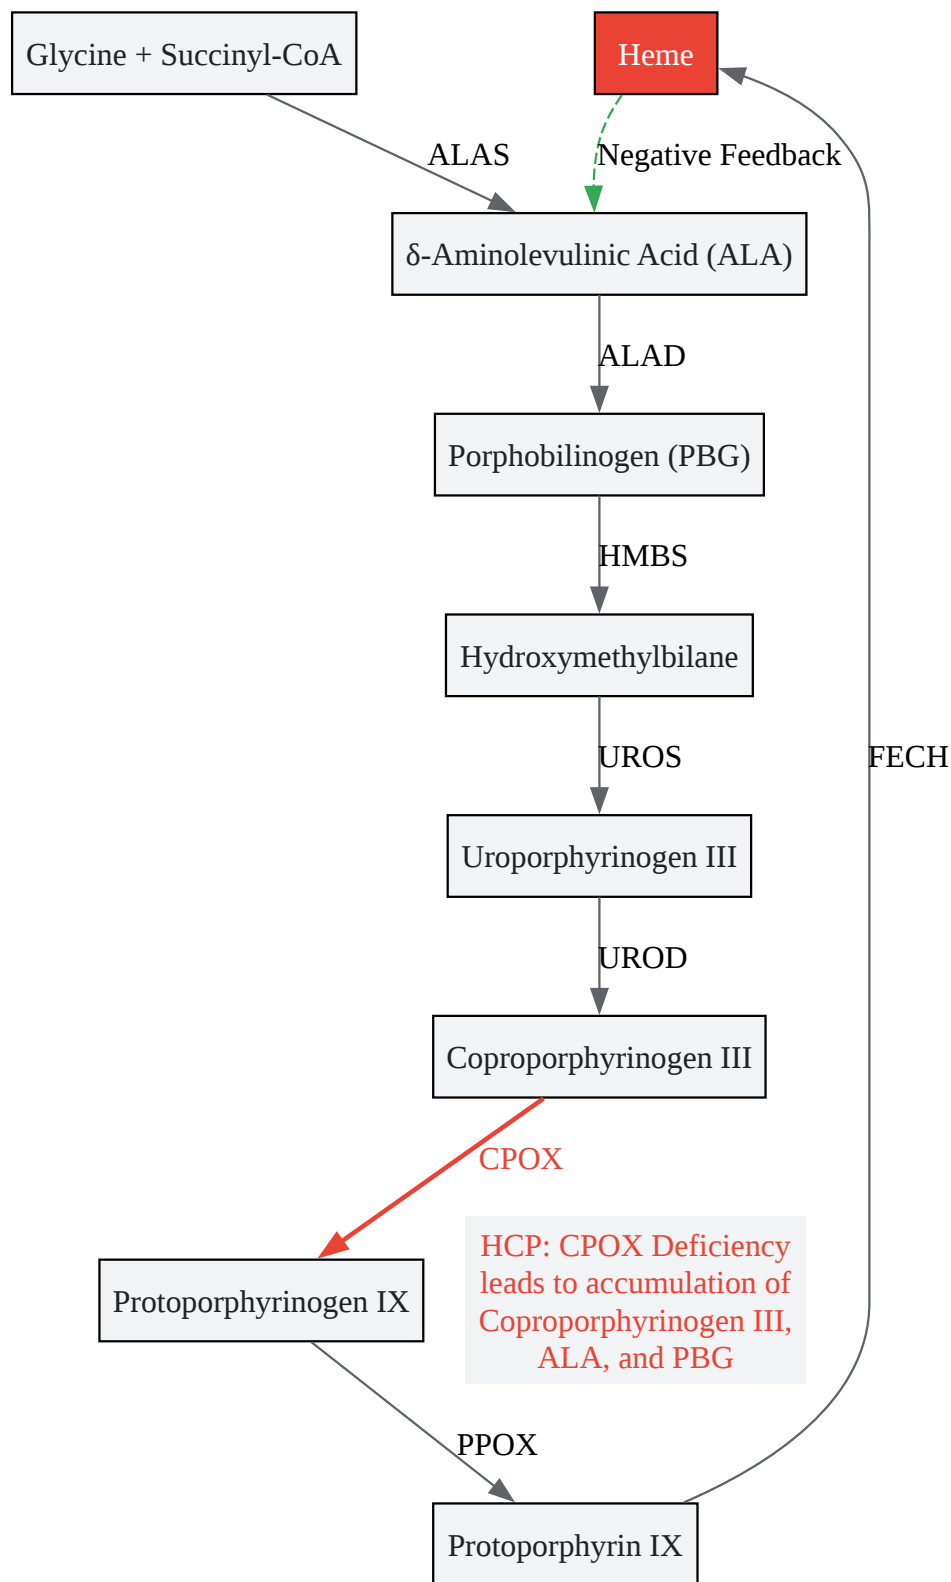 Glycine + Succinyl-CoA
Heme
ALAS
Negative Feedback
δ-Aminolevulinic Acid (ALA)
ALAD
Porphobilinogen (PBG)
HMBS
Hydroxymethylbilane
UROS
FECH
Uroporphyrinogen III
UROD
Coproporphyrinogen III
CPOX
HCP: CPOX Deficiency
leads to accumulation of
Coproporphyrinogen III,
ALA, and PBG
Protoporphyrinogen IX
PPOX
Protoporphyrin IX